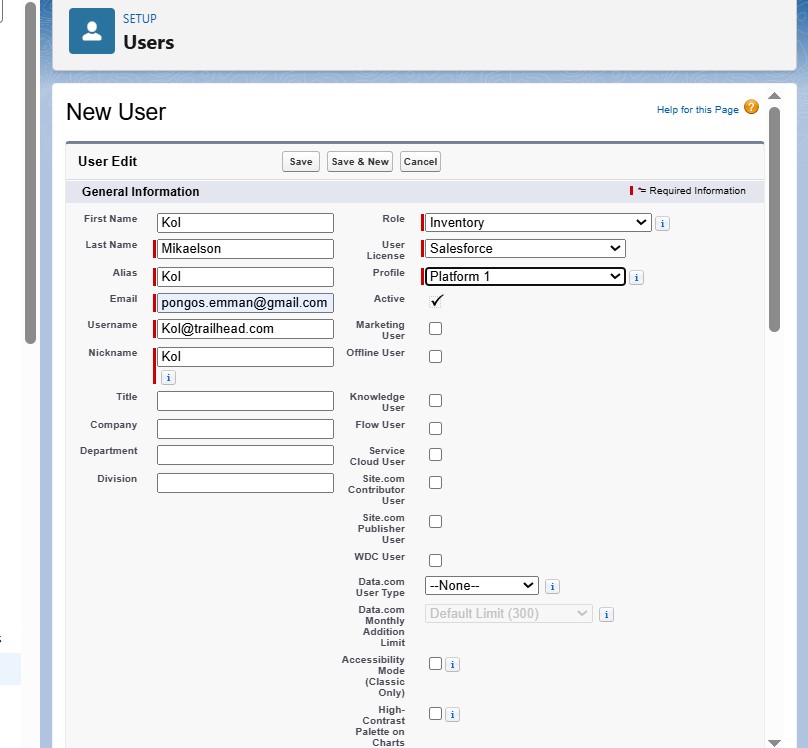 SETUP
Users
New User
Help for this Page ?
User Edit
Save
Save & New
Cancel
General Information
= Required Information
First Name
Kol
Role
Inventory
i
Last Name
Mikaelson
User License
Salesforce
Alias
Kol
Profile
Platform 1
i
Email
pongos.emman@gmail.com
Active
Username
Kol@trailhead.com
Marketing User
Nickname
Kol
i
Offline User
Title
Knowledge User
Company
Flow User
Department
Service Cloud User
Division
Site.com Contributor User
Site.com Publisher User
WDC User
Data.com User Type
--None--
i
Data.com Monthly Addition Limit
Default Limit (300)
i
Accessibility Mode (Classic Only)
i
High-Contrast Palette on Charts
i